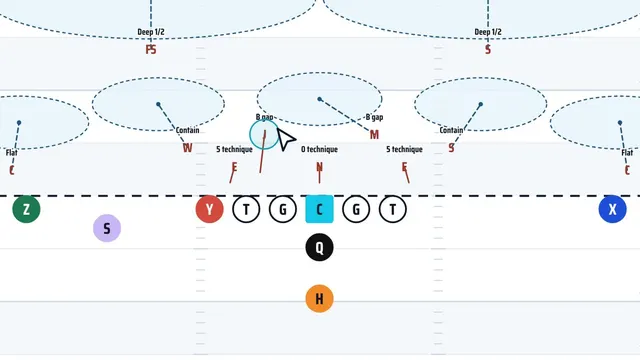 Deep 1/2 Deep 1/2
FS S
B gap B gap
Contain M Contain
Flat W 5 technique 0 technique 5 technique S Flat
C E N E C
Z Y T G C G T X
S
Q
H